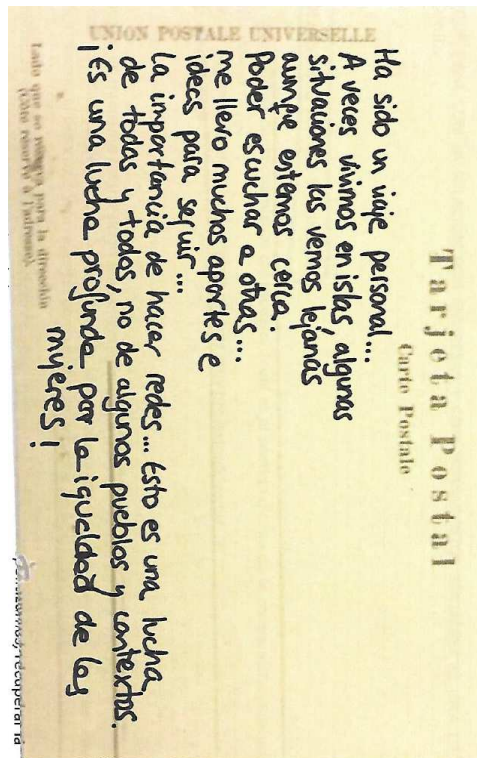 UNION POSTALE UNIVERSELLE
Tarjeta Postal
Carte Postale
Ha sido un viaje personal...
A veces vivimos en islas, algunas
situaciones las vemos lejanas
aunque estemos cerca.
Poder escuchar a otras...
me llevo muchos aportes e
ideas para seguir...
La importancia de hacer redes... Esto es una lucha
de todas y todos, no de algunos pueblos y contextos.
¡Es una lucha profunda por la igualdad de las
mujeres!
Lado que se para la dirección
(Côté réservé à l'adresse).
recuperar la